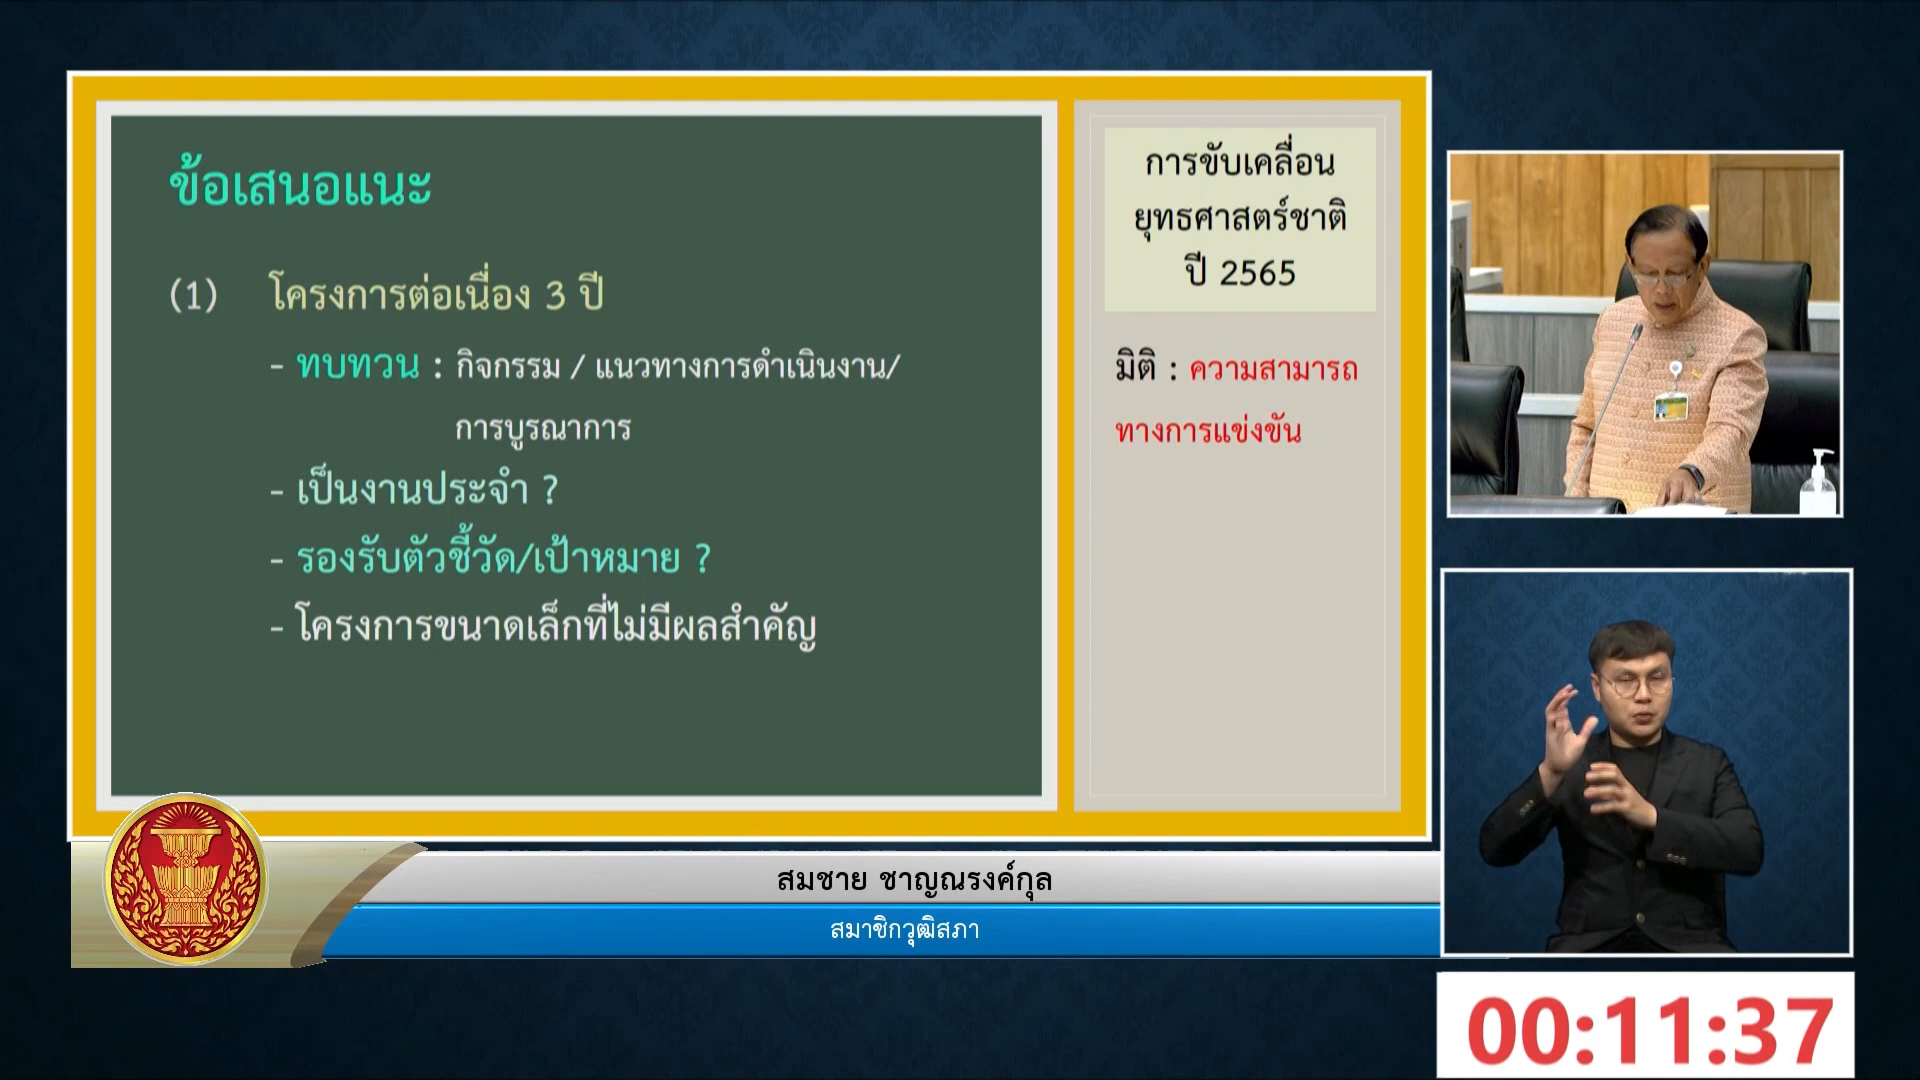 ข้อเสนอแนะ
(1) โครงการต่อเนื่อง 3 ปี
- ทบทวน : กิจกรรม / แนวทางการดำเนินงาน/
การบูรณาการ
- เป็นงานประจำ ?
- รองรับตัวชี้วัด/เป้าหมาย ?
- โครงการขนาดเล็กที่ไม่มีผลสำคัญ
การขับเคลื่อน
ยุทธศาสตร์ชาติ
ปี 2565
มิติ : ความสามารถ
ทางการแข่งขัน
สมชาย ชาญณรงค์กุล
สมาชิกวุฒิสภา
00:11:37